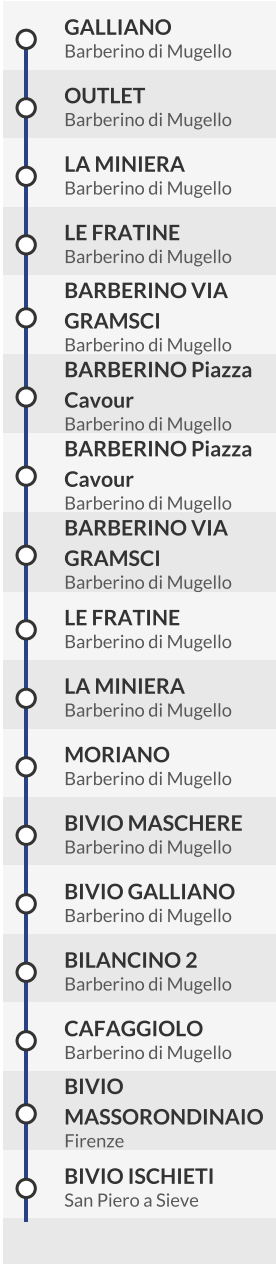 GALLIANO
Barberino di Mugello
OUTLET
Barberino di Mugello
LA MINIERA
Barberino di Mugello
LE FRATINE
Barberino di Mugello
BARBERINO VIA
GRAMSCI
Barberino di Mugello
BARBERINO Piazza
Cavour
Barberino di Mugello
BARBERINO Piazza
Cavour
Barberino di Mugello
BARBERINO VIA
GRAMSCI
Barberino di Mugello
LE FRATINE
Barberino di Mugello
LA MINIERA
Barberino di Mugello
MORIANO
Barberino di Mugello
BIVIO MASCHERE
Barberino di Mugello
BIVIO GALLIANO
Barberino di Mugello
BILANCINO 2
Barberino di Mugello
CAFAGGIOLO
Barberino di Mugello
BIVIO
MASSORONDINAIO
Firenze
BIVIO ISCHIETI
San Piero a Sieve